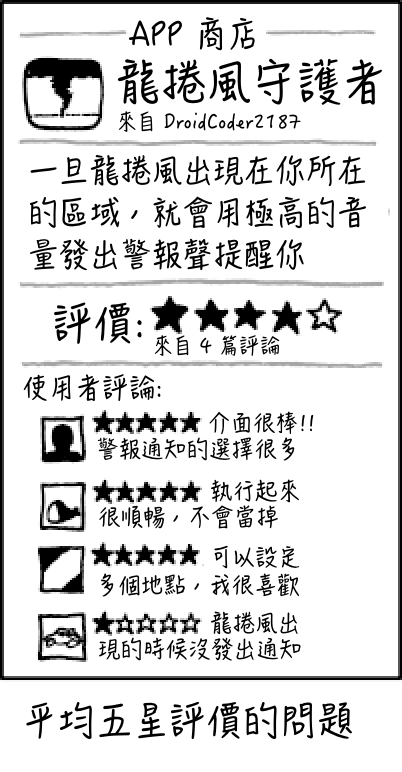 APP 商店
龍捲風守護者
來自 DroidCoder2187
一旦龍捲風出現在你所在
的區域，就會用極高的音
量發出警報聲提醒你
評價: ★★★★☆
來自 4 篇評論
使用者評論:
★★★★★ 介面很棒!!
警報通知的選擇很多
★★★★★ 執行起來
很順暢，不會當掉
★★★★★ 可以設定
多個地點，我很喜歡
★☆☆☆☆ 龍捲風出
現的時候沒發出通知
平均五星評價的問題